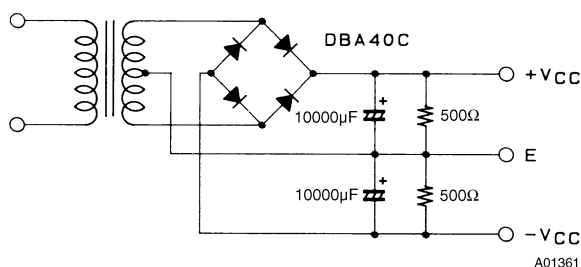 DBA40C
+VCC
+
10000µF
500Ω
E
+
10000µF
500Ω
-VCC
A01361